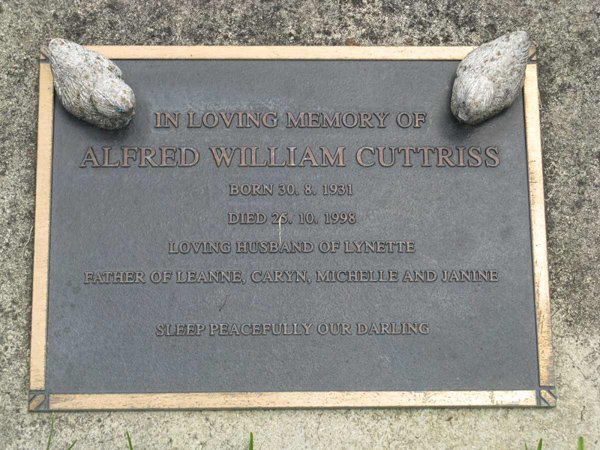 IN LOVING MEMORY OF
ALFRED WILLIAM CUTTRISS
BORN 30. 8. 1931
DIED 26. 10. 1998
LOVING HUSBAND OF LYNETTE
FATHER OF LEANNE, CARYN, MICHELLE AND JANINE
SLEEP PEACEFULLY OUR DARLING